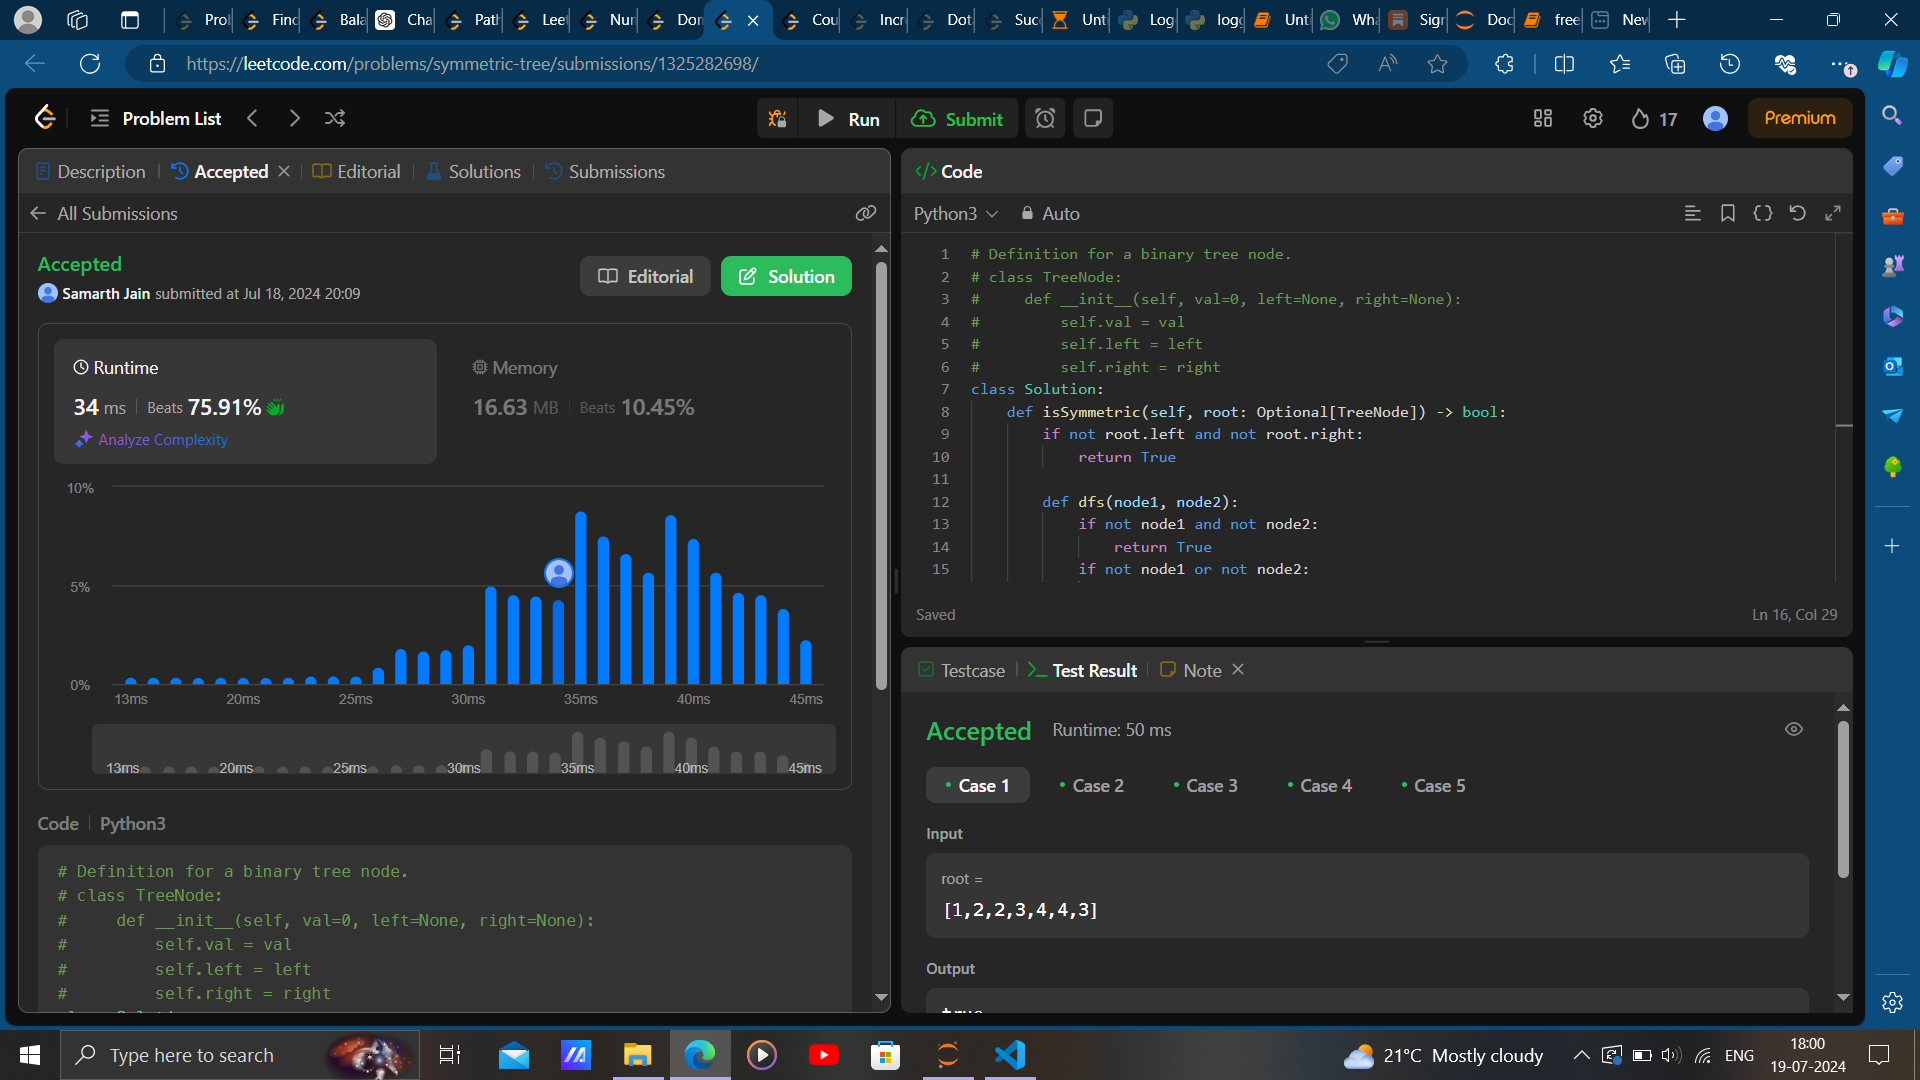 Prol
Find
Bala
Cha
Path
Leet
Nur
Don
Cou
Incr
Dot
Succ
Unti
Log
logg
Unti
Wha
Sigr
Doc
free
New
https://leetcode.com/problems/symmetric-tree/submissions/1325282698/
Problem List
Run
Submit
17
Premium
Description
Accepted
Editorial
Solutions
Submissions
All Submissions
Accepted
Samarth Jain submitted at Jul 18, 2024 20:09
Editorial
Solution
Runtime
34 ms
Beats 75.91%
Analyze Complexity
Memory
16.63 MB
Beats 10.45%
10%
5%
0%
13ms 20ms 25ms 30ms 35ms 40ms 45ms
13ms 20ms 25ms 30ms 35ms 40ms 45ms
Code
Python3
# Definition for a binary tree node.
# class TreeNode:
#     def __init__(self, val=0, left=None, right=None):
#         self.val = val
#         self.left = left
#         self.right = right
Code
Python3
Auto
1 # Definition for a binary tree node.
2 # class TreeNode:
3 #     def __init__(self, val=0, left=None, right=None):
4 #         self.val = val
5 #         self.left = left
6 #         self.right = right
7 class Solution:
8     def isSymmetric(self, root: Optional[TreeNode]) -> bool:
9         if not root.left and not root.right:
10             return True
11
12         def dfs(node1, node2):
13             if not node1 and not node2:
14                 return True
15             if not node1 or not node2:
Saved
Ln 16, Col 29
Testcase
Test Result
Note
Accepted
Runtime: 50 ms
Case 1
Case 2
Case 3
Case 4
Case 5
Input
root =
[1,2,2,3,4,4,3]
Output
true
Type here to search
21°C Mostly cloudy
ENG
18:00
19-07-2024